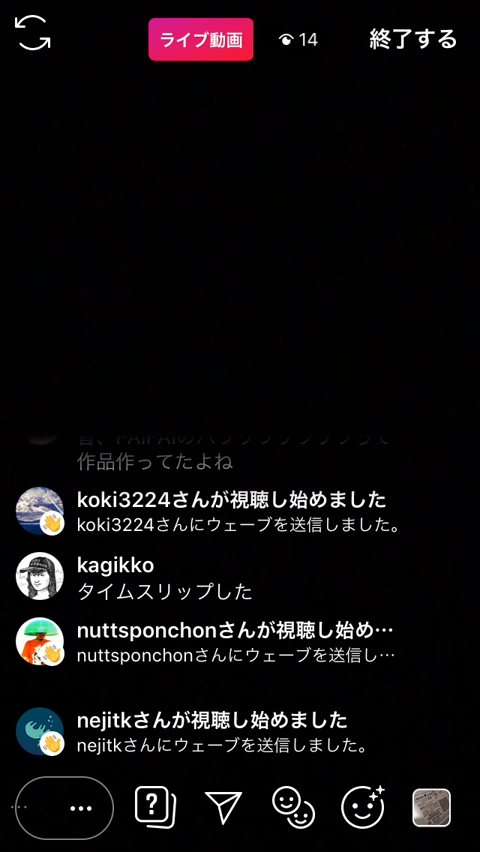 ライブ動画
14
終了する
作品作ってたよね
koki3224さんが視聴し始めました
koki3224さんにウェーブを送信しました。
kagikko
タイムスリップした
nuttsponchonさんが視聴し始め…
nuttsponchonさんにウェーブを送信し…
nejitkさんが視聴し始めました
nejitkさんにウェーブを送信しました。